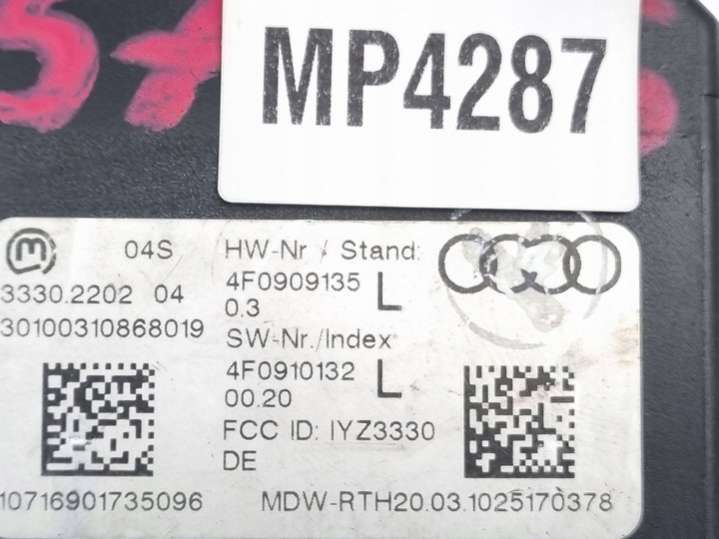 MP4287
04S
3330.2202 04
30100310868019
HW-Nr / Stand:
4F0909135 L
0.3
SW-Nr./Index
4F0910132 L
00.20
FCC ID: IYZ3330
DE
10716901735096
MDW-RTH20.03.1025170378